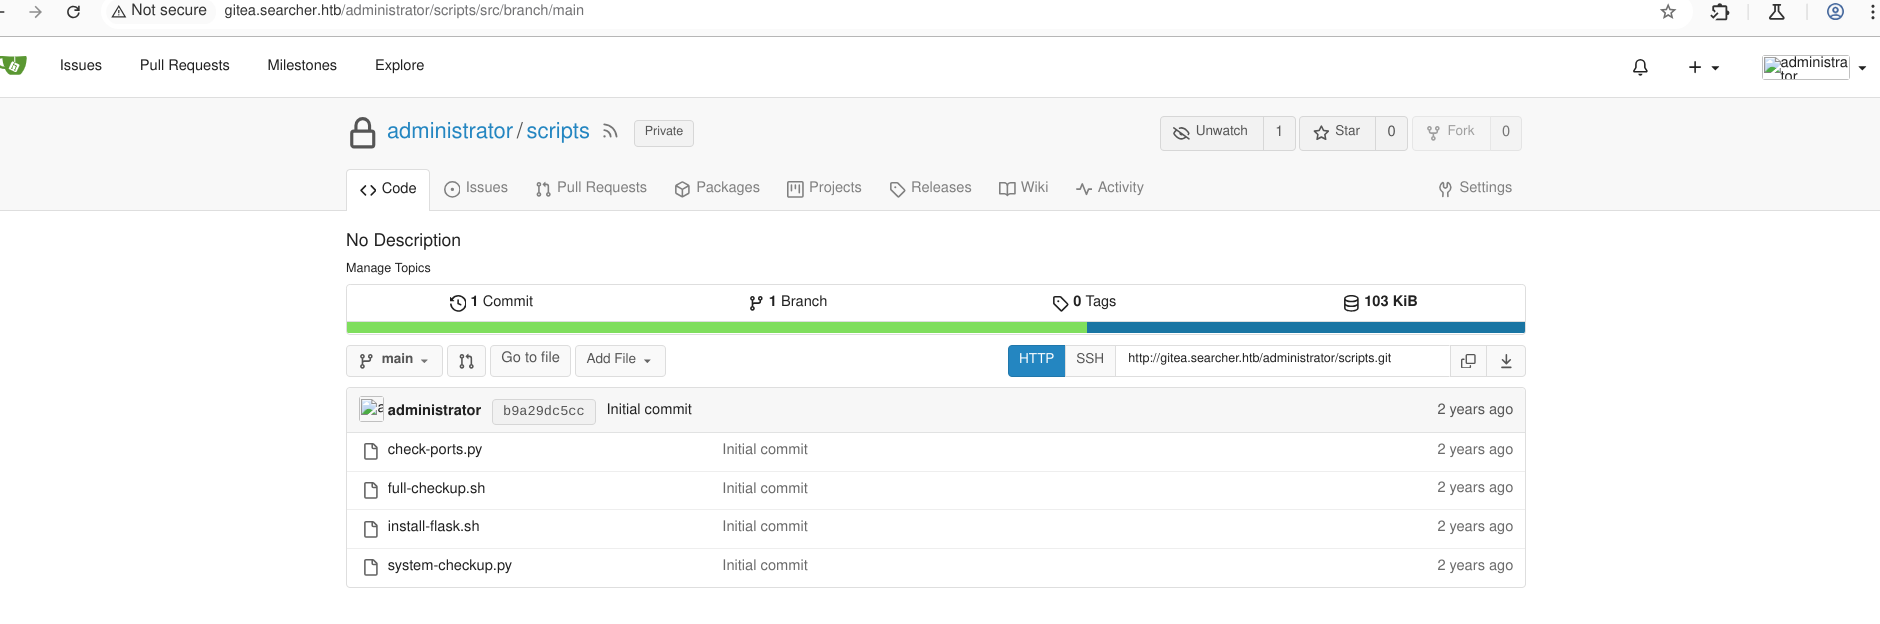 Not secure gitea.searcher.htb/administrator/scripts/src/branch/main
Issues Pull Requests Milestones Explore
administra
tor
administrator/scripts Private Unwatch 1 Star 0 Fork 0
Code Issues Pull Requests Packages Projects Releases Wiki Activity Settings
No Description
Manage Topics
1 Commit 1 Branch 0 Tags 103 KiB
main Go to file Add File HTTP SSH http://gitea.searcher.htb/administrator/scripts.git
administrator b9a29dc5cc Initial commit 2 years ago
check-ports.py Initial commit 2 years ago
full-checkup.sh Initial commit 2 years ago
install-flask.sh Initial commit 2 years ago
system-checkup.py Initial commit 2 years ago